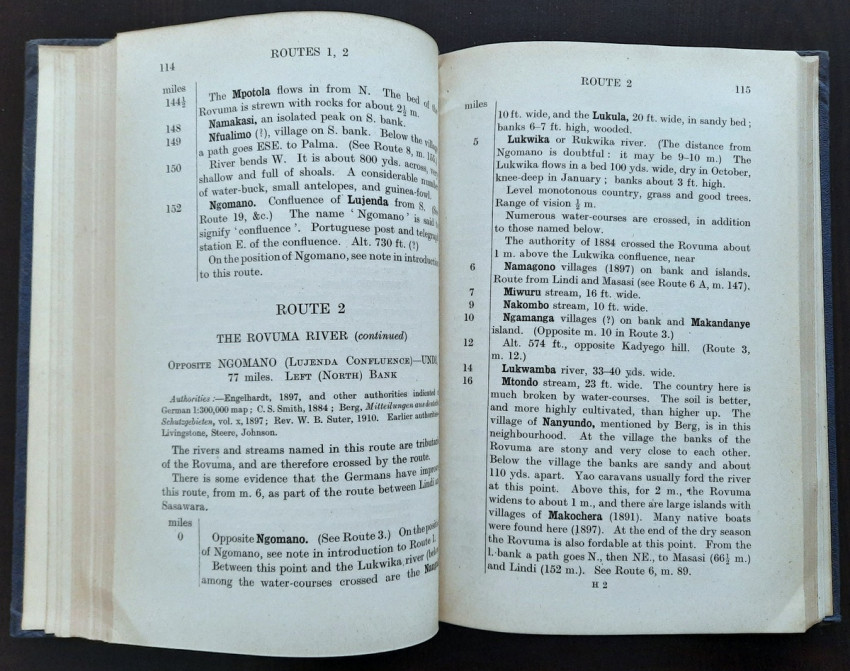 ROUTES 1, 2
114
miles
144½ The Mpotola flows in from N. The bed of the
Rovuma is strewn with rocks for about 2½ m.
148 Namakasi, an isolated peak on S. bank.
149 Nfualimo (?), village on S. bank. Below the village
a path goes ESE. to Palma. (See Route 8, m.
150 River bends W. It is about 800 yds. across, very
shallow and full of shoals. A considerable number
of water-buck, small antelopes, and guinea-fowl.
152 Ngomano. Confluence of Lujenda from S. (See
Route 19, &c.) The name ‘Ngomano’ is said to
signify ‘confluence’. Portuguese post and telegraph
station E. of the confluence. Alt. 730 ft. (?)
On the position of Ngomano, see note in introduction
to this route.
ROUTE 2
THE ROVUMA RIVER (continued)
OPPOSITE NGOMANO (LUJENDA CONFLUENCE)—
77 miles. LEFT (NORTH) BANK
Authorities:—Engelhardt, 1897, and other authorities indicated
German 1:300,000 map; C. S. Smith, 1884; Berg, Mitteilungen aus
Schutzgebieten, vol. x, 1897; Rev. W. B. Suter, 1910. Earlier authorities
Livingstone, Steere, Johnson.
The rivers and streams named in this route are
of the Rovuma, and are therefore crossed by the route.
There is some evidence that the Germans have
this route, from m. 6, as part of the route between Lindi
Sasawara.
miles
0 Opposite Ngomano. (See Route 3.) On the
of Ngomano, see note in introduction to Route 1.
Between this point and the Lukwika river
among the water-courses crossed are the
ROUTE 2
115
miles
10 ft. wide, and the Lukula, 20 ft. wide, in sandy bed;
banks 6–7 ft. high, wooded.
5 Lukwika or Rukwika river. (The distance from
Ngomano is doubtful: it may be 9–10 m.) The
Lukwika flows in a bed 100 yds. wide, dry in October,
knee-deep in January; banks about 3 ft. high.
Level monotonous country, grass and good trees.
Range of vision ½ m.
Numerous water-courses are crossed, in addition
to those named below.
The authority of 1884 crossed the Rovuma about
1 m. above the Lukwika confluence, near
6 Namagono villages (1897) on bank and islands.
Route from Lindi and Masasi (see Route 6 A, m. 147).
7 Miwuru stream, 16 ft. wide.
9 Nakombo stream, 10 ft. wide.
10 Ngamanga villages (?) on bank and Makandanye
island. (Opposite m. 10 in Route 3.)
12 Alt. 574 ft., opposite Kadyego hill. (Route 3,
m. 12.)
14 Lukwamba river, 33–40 yds. wide.
16 Mtondo stream, 23 ft. wide. The country here is
much broken by water-courses. The soil is better,
and more highly cultivated, than higher up. The
village of Nanyundo, mentioned by Berg, is in this
neighbourhood. At the village the banks of the
Rovuma are stony and very close to each other.
Below the village the banks are sandy and about
110 yds. apart. Yao caravans usually ford the river
at this point. Above this, for 2 m., the Rovuma
widens to about 1 m., and there are large islands with
villages of Makochera (1891). Many native boats
were found here (1897). At the end of the dry season
the Rovuma is also fordable at this point. From the
l. bank a path goes N., then NE., to Masasi (66½ m.)
and Lindi (152 m.). See Route 6, m. 89.
H 2